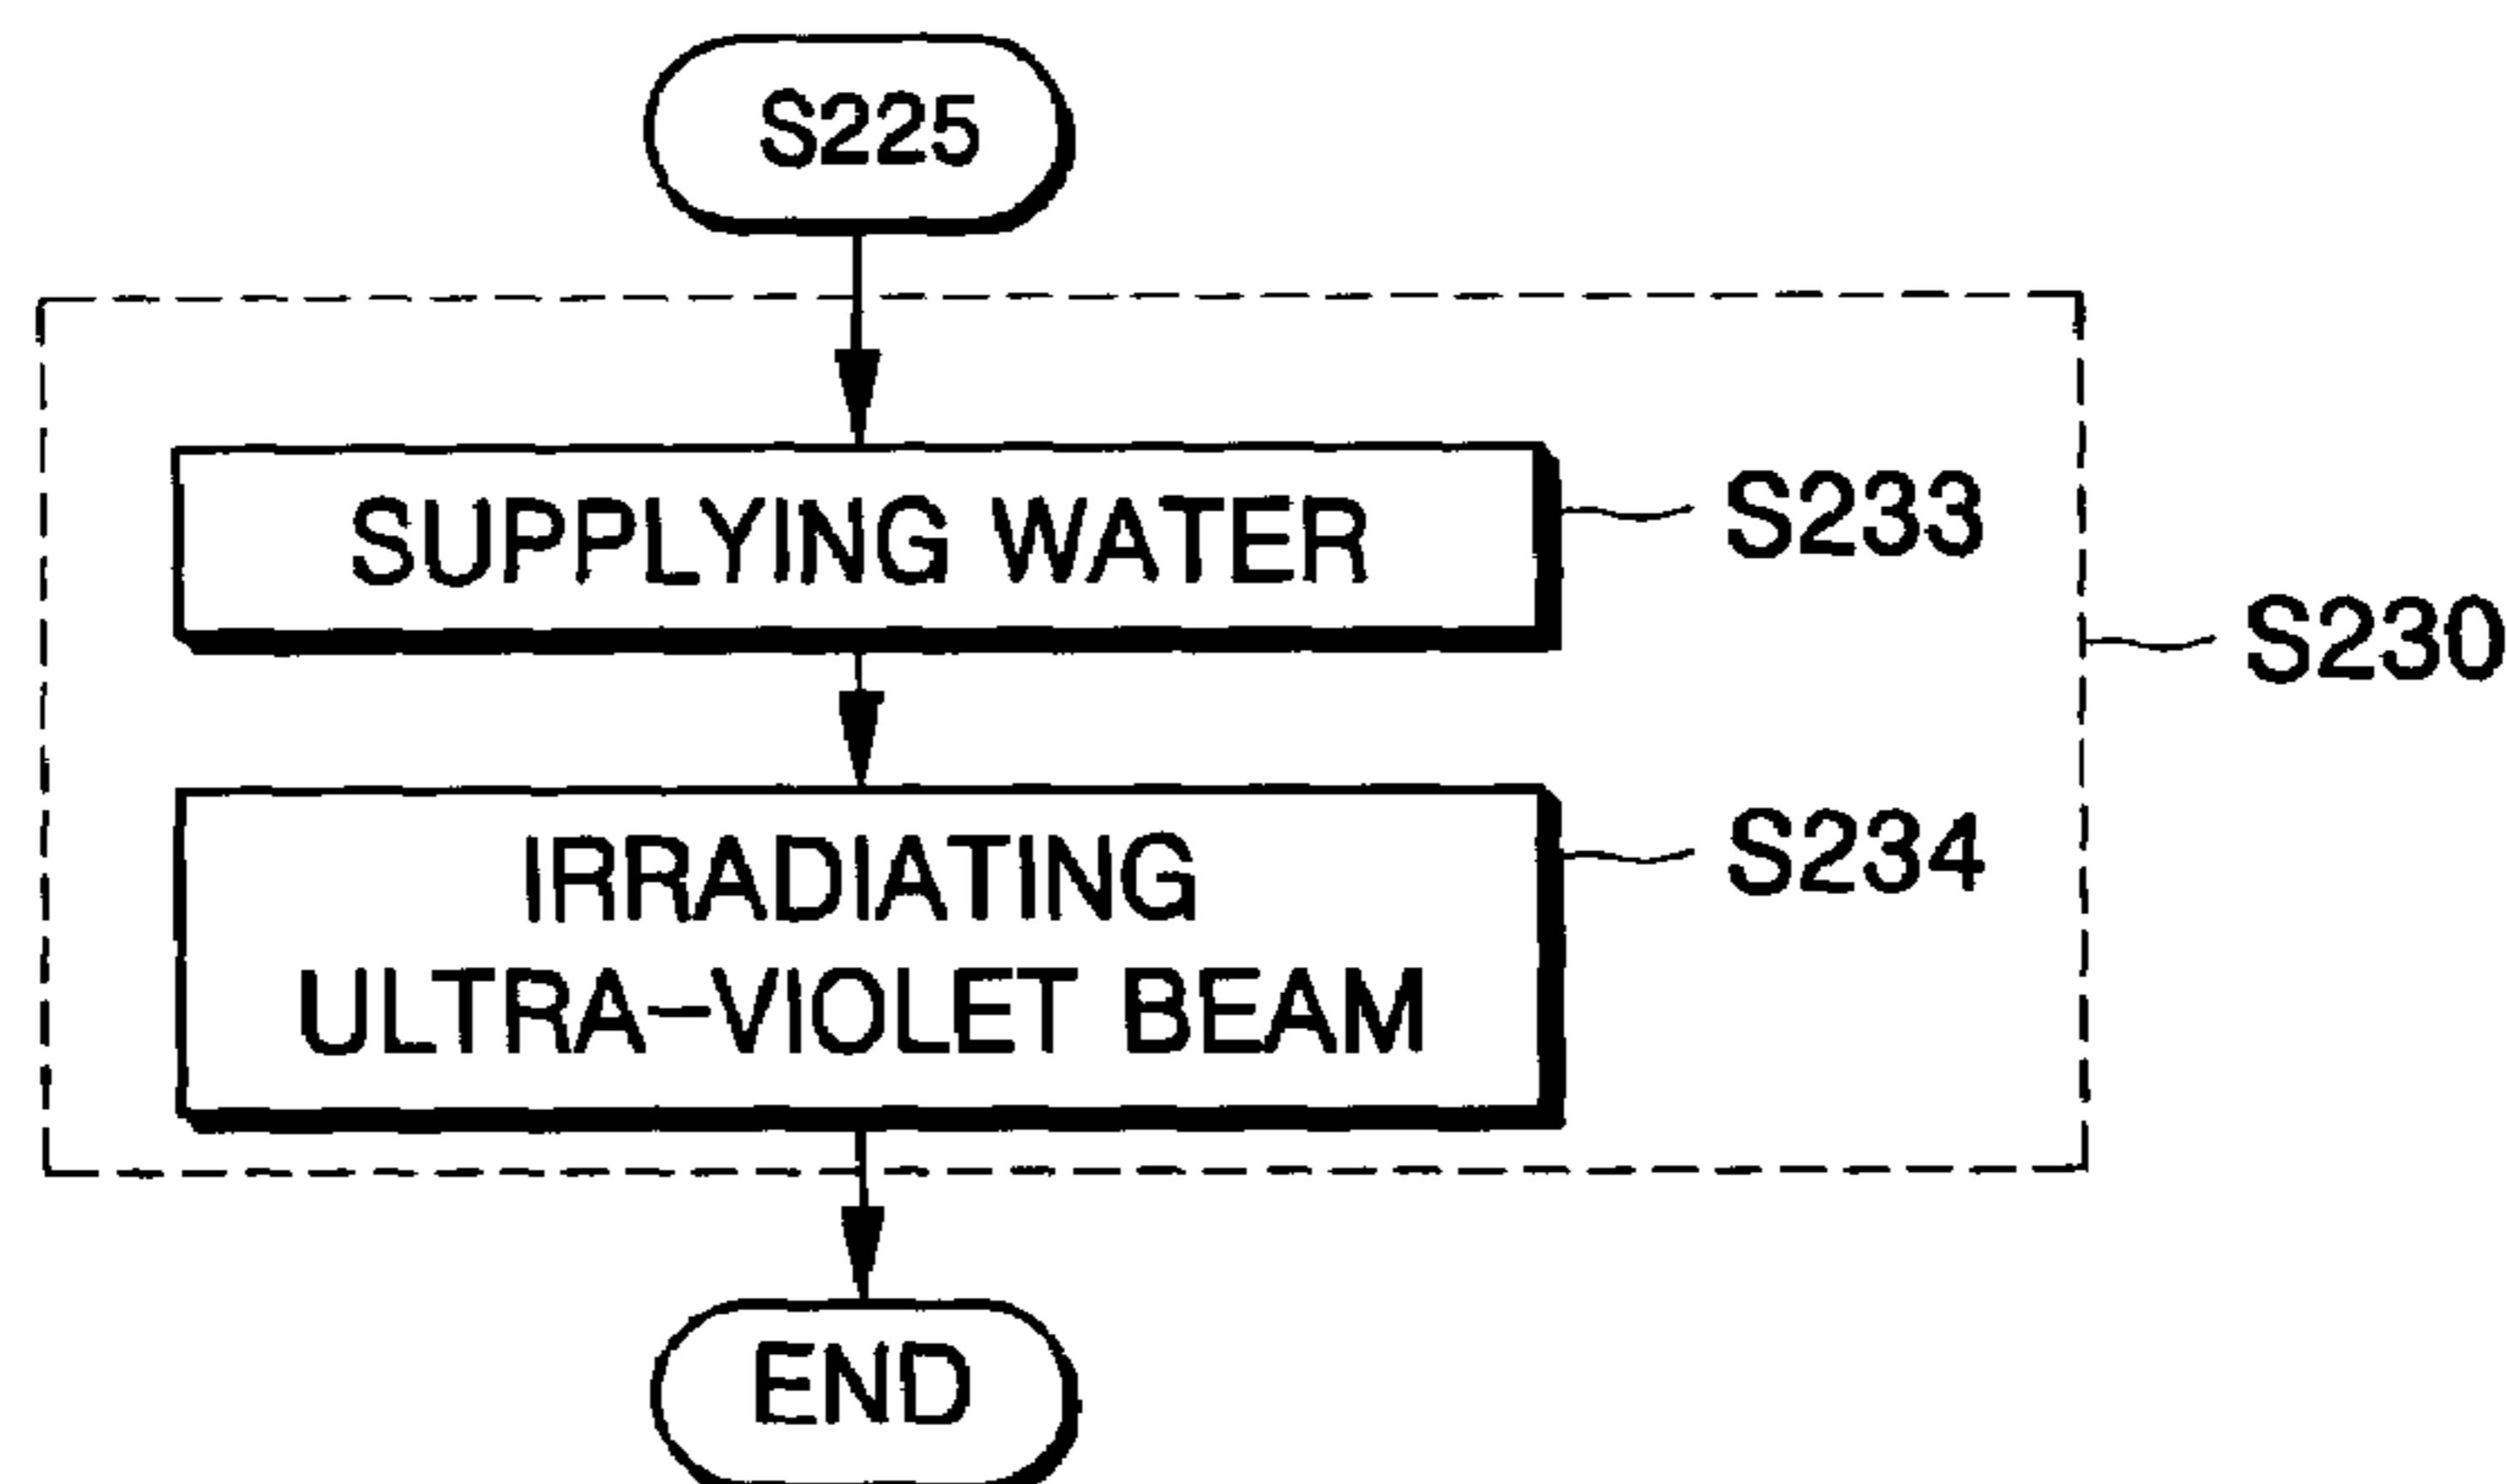 S225
SUPPLYING WATER
S233
S230
IRRADIATING
ULTRA-VIOLET BEAM
S234
END